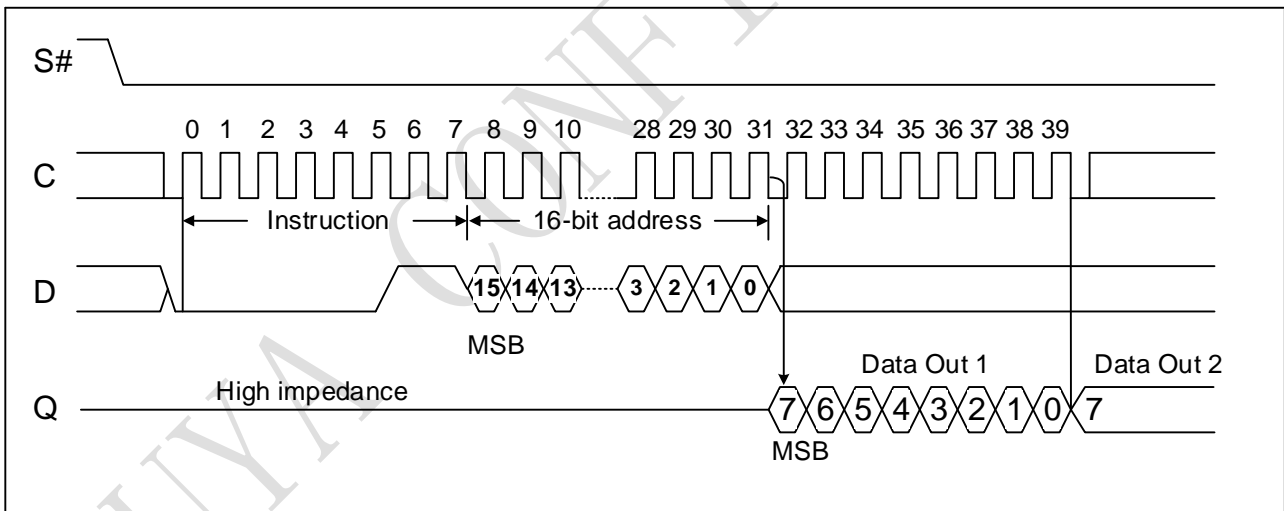 S#
0 1 2 3 4 5 6 7 8 9 10 28 29 30 31 32 33 34 35 36 37 38 39
C
Instruction 16-bit address
D 15 14 13 3 2 1 0
MSB
Data Out 1 Data Out 2
High impedance
Q 7 6 5 4 3 2 1 0 7
MSB
UYA CONF